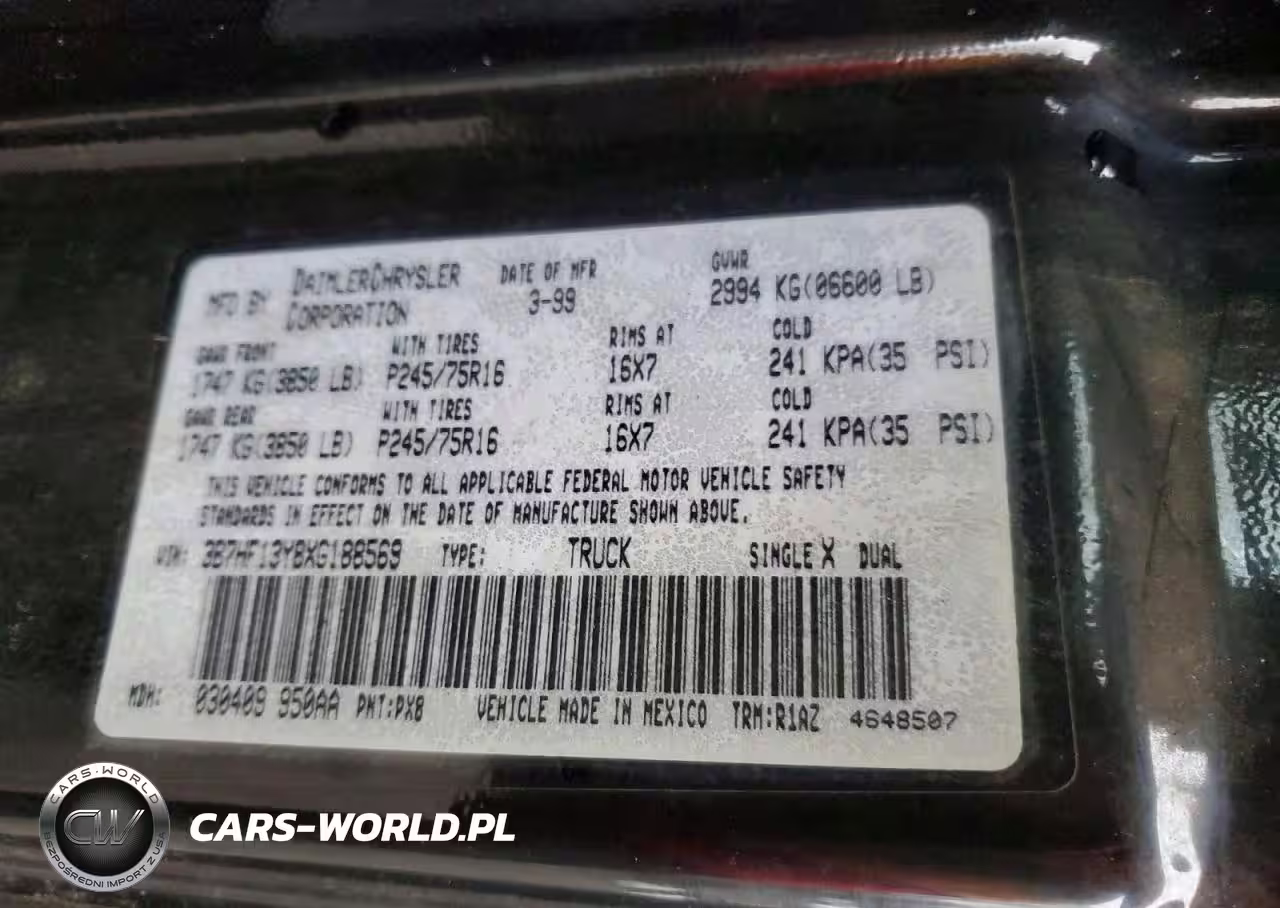 MFD BY DAIMLERCHRYSLER CORPORATION DATE OF MFR 3-99 GVWR 2994 KG(06600 LB)
GAWR FRONT WITH TIRES RIMS AT COLD
1747 KG(3850 LB) P245/75R16 16X7 241 KPA(35 PSI)
GAWR REAR WITH TIRES RIMS AT COLD
1747 KG(3850 LB) P245/75R16 16X7 241 KPA(35 PSI)
THIS VEHICLE CONFORMS TO ALL APPLICABLE FEDERAL MOTOR VEHICLE SAFETY
STANDARDS IN EFFECT ON THE DATE OF MANUFACTURE SHOWN ABOVE.
VIN: 3B7HF13Y8XG188569 TYPE: TRUCK SINGLE X DUAL
MDH: 030409 950AA PNT:PX8 VEHICLE MADE IN MEXICO TRM:R1AZ 4648507
CARS-WORLD
CW
BEZPOŚREDNI IMPORT Z USA
CARS-WORLD.PL